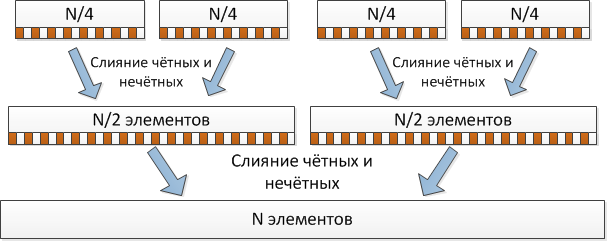 N/4
N/4
N/4
N/4
Слияние чётных и
нечётных
Слияние чётных и
нечётных
N/2 элементов
N/2 элементов
Слияние чётных и
нечётных
N элементов